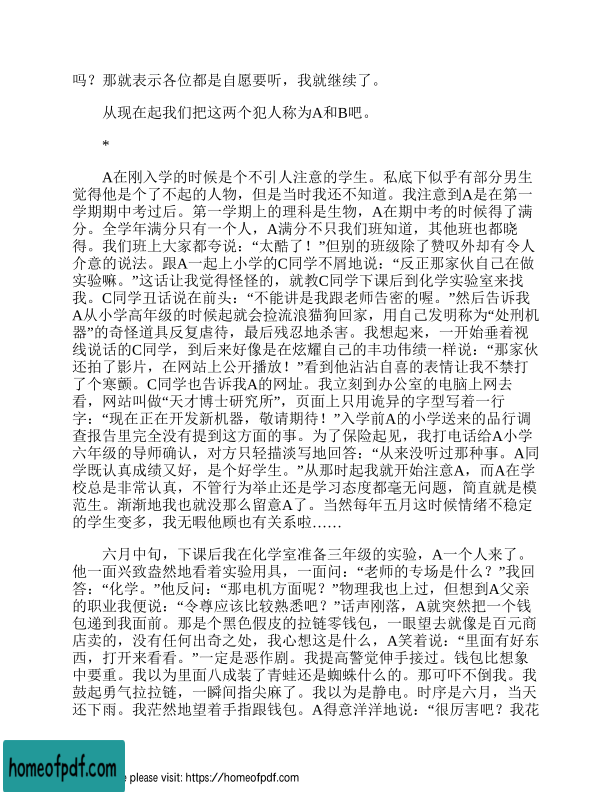 吗？那就表示各位都是自愿要听，我就继续了。
从现在起我们把这两个犯人称为A和B吧。
*
A在刚入学的时候是个不引人注意的学生。私底下似乎有部分男生
觉得他是个了不起的人物，但是当时我还不知道。我注意到A是在第一
学期期中考过后。第一学期上的理科是生物，A在期中考的时候得了满
分。全学年满分只有一个人，A满分不只我们班知道，其他班也都晓
得。我们班上大家都夸说：“太酷了！”但别的班级除了赞叹外却有令人
介意的说法。跟A一起上小学的C同学不屑地说：“反正那家伙自己在做
实验嘛。”这话让我觉得怪怪的，就教C同学下课后到化学实验室来找
我。C同学丑话说在前头：“不能讲是我跟老师告密的喔。”然后告诉我
A从小学高年级的时候起就会捡流浪猫狗回家，用自己发明称为“处刑机
器”的奇怪道具反复虐待，最后残忍地杀害。我想起来，一开始垂着视
线说话的C同学，到后来好像是在炫耀自己的丰功伟绩一样说：“那家伙
还拍了影片，在网站上公开播放！”看到他沾沾自喜的表情让我不禁打
了个寒颤。C同学也告诉我A的网址。我立刻到办公室的电脑上网去
看，网站叫做“天才博士研究所”，页面上只用诡异的字型写着一行
字：“现在正在开发新机器，敬请期待！”入学前A的小学送来的品行调
查报告里完全没有提到这方面的事。为了保险起见，我打电话给A小学
六年级的导师确认，对方只轻描淡写地回答：“从来没听过那种事。A同
学既认真成绩又好，是个好学生。”从那时起我就开始注意A，而A在学
校总是非常认真，不管行为举止还是学习态度都毫无问题，简直就是模
范生。渐渐地我也就没那么留意A了。当然每年五月这时候情绪不稳定
的学生变多，我无暇他顾也有关系啦……
六月中旬，下课后我在化学室准备三年级的实验，A一个人来了。
他一面兴致盎然地看着实验用具，一面问：“老师的专场是什么？”我回
答：“化学。”他反问：“那电机方面呢？”物理我也上过，但想到A父亲
的职业我便说：“令尊应该比较熟悉吧？”话声刚落，A就突然把一个钱
包递到我面前。那是个黑色假皮的拉链零钱包，一眼望去就像是百元商
店卖的，没有任何出奇之处，我心想这是什么，A笑着说：“里面有好东
西，打开来看看。”一定是恶作剧。我提高警觉伸手接过。钱包比想象
中要重。我以为里面八成装了青蛙还是蜘蛛什么的。那可吓不倒我。我
鼓起勇气拉拉链，一瞬间指尖麻了。我以为是静电。时序是六月，当天
还下雨。我茫然地望着手指跟钱包。A得意洋洋地说：“很厉害吧？我花
homeofpdf.com
e please visit: https://homeofpdf.com